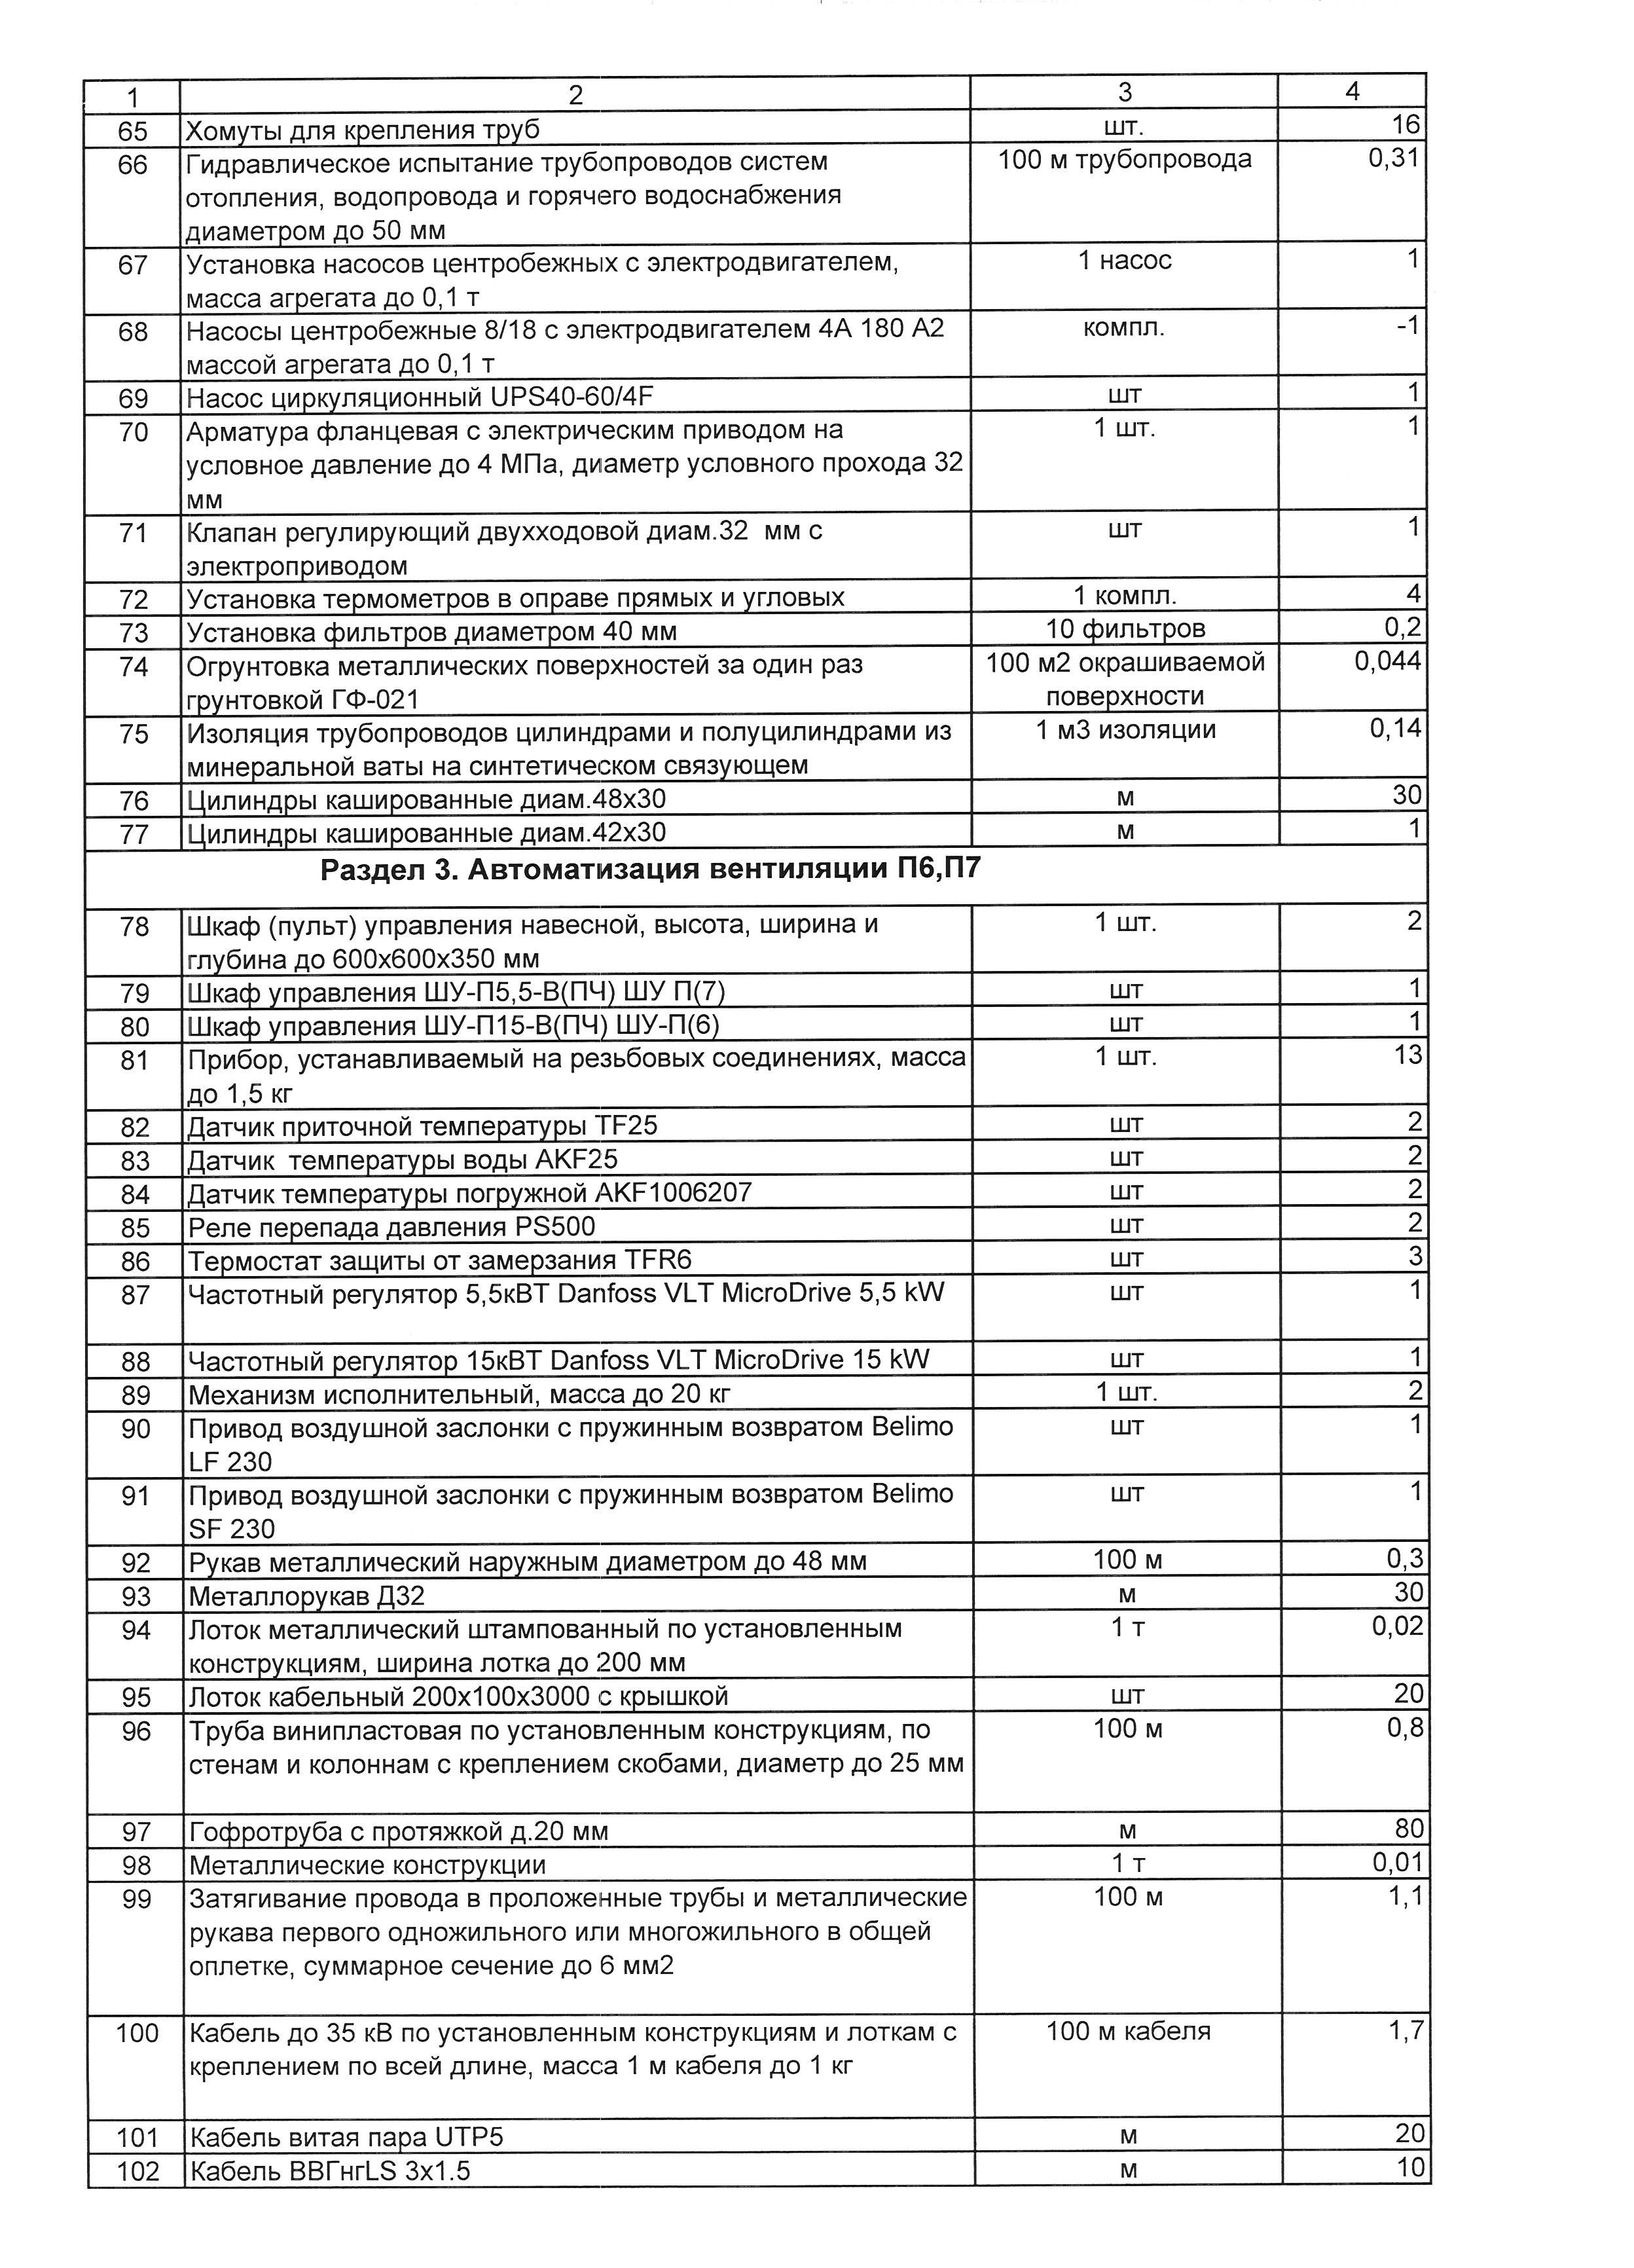 1 2 3 4
65 Хомуты для крепления труб шт. 16
66 Гидравлическое испытание трубопроводов систем 100 м трубопровода 0,31
отопления, водопровода и горячего водоснабжения
диаметром до 50 мм
67 Установка насосов центробежных с электродвигателем, 1 насос 1
масса агрегата до 0,1 т
68 Насосы центробежные 8/18 с электродвигателем 4А 180 А2 компл. -1
массой агрегата до 0,1 т
69 Насос циркуляционный UPS40-60/4F шт 1
70 Арматура фланцевая с электрическим приводом на 1 шт. 1
условное давление до 4 МПа, диаметр условного прохода 32
мм
71 Клапан регулирующий двухходовой диам.32 мм с шт 1
электроприводом
72 Установка термометров в оправе прямых и угловых 1 компл. 4
73 Установка фильтров диаметром 40 мм 10 фильтров 0,2
74 Огрунтовка металлических поверхностей за один раз 100 м2 окрашиваемой 0,044
грунтовкой ГФ-021 поверхности
75 Изоляция трубопроводов цилиндрами и полуцилиндрами из 1 м3 изоляции 0,14
минеральной ваты на синтетическом связующем
76 Цилиндры кашированные диам.48х30 м 30
77 Цилиндры кашированные диам.42х30 м 1
Раздел 3. Автоматизация вентиляции П6,П7
78 Шкаф (пульт) управления навесной, высота, ширина и 1 шт. 2
глубина до 600х600х350 мм
79 Шкаф управления ШУ-П5,5-В(ПЧ) ШУ П(7) шт 1
80 Шкаф управления ШУ-П15-В(ПЧ) ШУ-П(6) шт 1
81 Прибор, устанавливаемый на резьбовых соединениях, масса 1 шт. 13
до 1,5 кг
82 Датчик приточной температуры TF25 шт 2
83 Датчик температуры воды AKF25 шт 2
84 Датчик температуры погружной AKF1006207 шт 2
85 Реле перепада давления PS500 шт 2
86 Термостат защиты от замерзания TFR6 шт 3
87 Частотный регулятор 5,5кВТ Danfoss VLT MicroDrive 5,5 kW шт 1
88 Частотный регулятор 15кВТ Danfoss VLT MicroDrive 15 kW шт 1
89 Механизм исполнительный, масса до 20 кг 1 шт. 2
90 Привод воздушной заслонки с пружинным возвратом Belimo шт 1
LF 230
91 Привод воздушной заслонки с пружинным возвратом Belimo шт 1
SF 230
92 Рукав металлический наружным диаметром до 48 мм 100 м 0,3
93 Металлорукав Д32 м 30
94 Лоток металлический штампованный по установленным 1 т 0,02
конструкциям, ширина лотка до 200 мм
95 Лоток кабельный 200х100х3000 с крышкой шт 20
96 Труба винипластовая по установленным конструкциям, по 100 м 0,8
стенам и колоннам с креплением скобами, диаметр до 25 мм
97 Гофротруба с протяжкой д.20 мм м 80
98 Металлические конструкции 1 т 0,01
99 Затягивание провода в проложенные трубы и металлические 100 м 1,1
рукава первого одножильного или многожильного в общей
оплетке, суммарное сечение до 6 мм2
100 Кабель до 35 кВ по установленным конструкциям и лоткам с 100 м кабеля 1,7
креплением по всей длине, масса 1 м кабеля до 1 кг
101 Кабель витая пара UTP5 м 20
102 Кабель ВВГнгLS 3х1.5 м 10